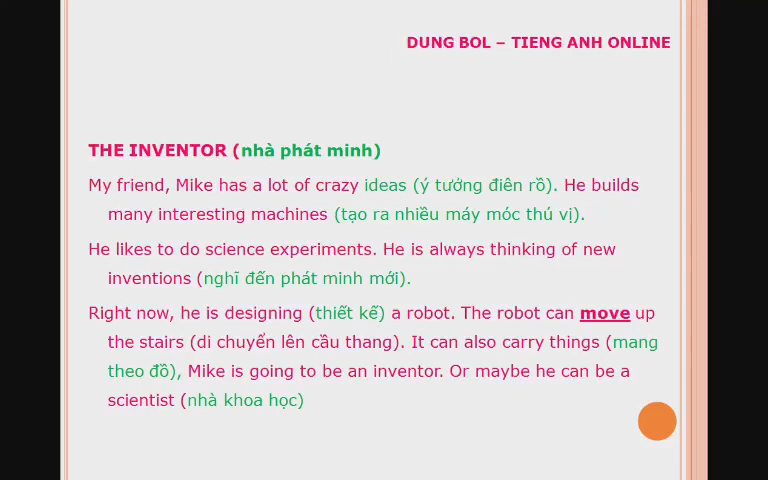 DUNG BOL – TIENG ANH ONLINE
THE INVENTOR (nhà phát minh)
My friend, Mike has a lot of crazy ideas (ý tưởng điên rồ). He builds
many interesting machines (tạo ra nhiều máy móc thú vị).
He likes to do science experiments. He is always thinking of new
inventions (nghĩ đến phát minh mới).
Right now, he is designing (thiết kế) a robot. The robot can move up
the stairs (di chuyển lên cầu thang). It can also carry things (mang
theo đồ), Mike is going to be an inventor. Or maybe he can be a
scientist (nhà khoa học)